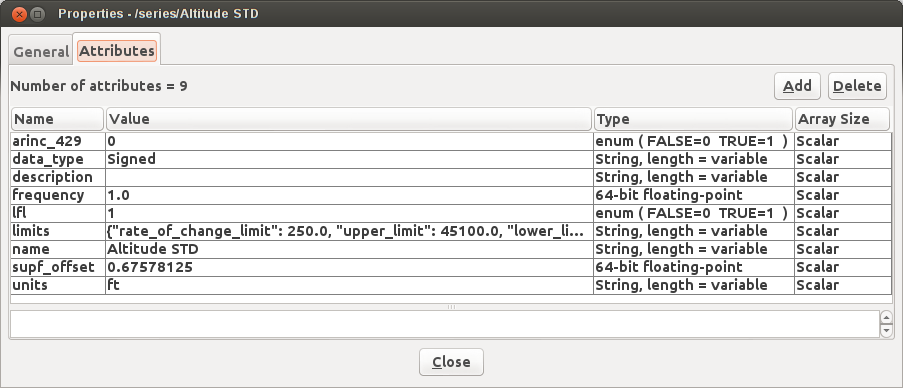 Properties - /series/Altitude STD
General Attributes
Number of attributes = 9 Add Delete
Name Value Type Array Size
arinc_429 0 enum ( FALSE=0  TRUE=1  ) Scalar
data_type Signed String, length = variable Scalar
description String, length = variable Scalar
frequency 1.0 64-bit floating-point Scalar
lfl 1 enum ( FALSE=0  TRUE=1  ) Scalar
limits {"rate_of_change_limit": 250.0, "upper_limit": 45100.0, "lower_li... String, length = variable Scalar
name Altitude STD String, length = variable Scalar
supf_offset 0.67578125 64-bit floating-point Scalar
units ft String, length = variable Scalar
Close